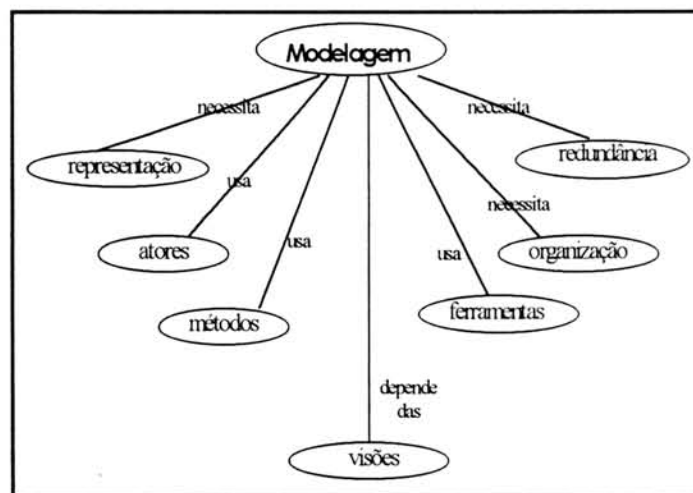 Modelagem
necessita
necessita
representação
redundância
usa
necessita
usa
usa
atores
organização
métodos
ferramentas
depende
das
visões